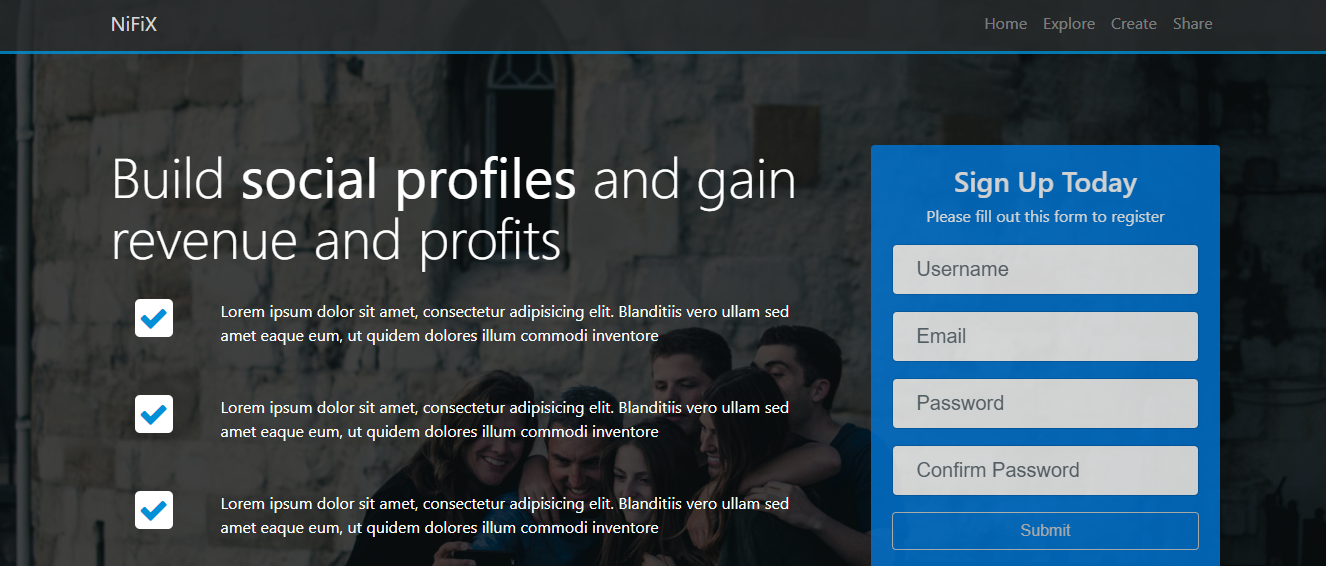 NiFiX
Home Explore Create Share
Build social profiles and gain
revenue and profits
Lorem ipsum dolor sit amet, consectetur adipisicing elit. Blanditiis vero ullam sed
amet eaque eum, ut quidem dolores illum commodi inventore
Lorem ipsum dolor sit amet, consectetur adipisicing elit. Blanditiis vero ullam sed
amet eaque eum, ut quidem dolores illum commodi inventore
Lorem ipsum dolor sit amet, consectetur adipisicing elit. Blanditiis vero ullam sed
amet eaque eum, ut quidem dolores illum commodi inventore
Sign Up Today
Please fill out this form to register
Username
Email
Password
Confirm Password
Submit